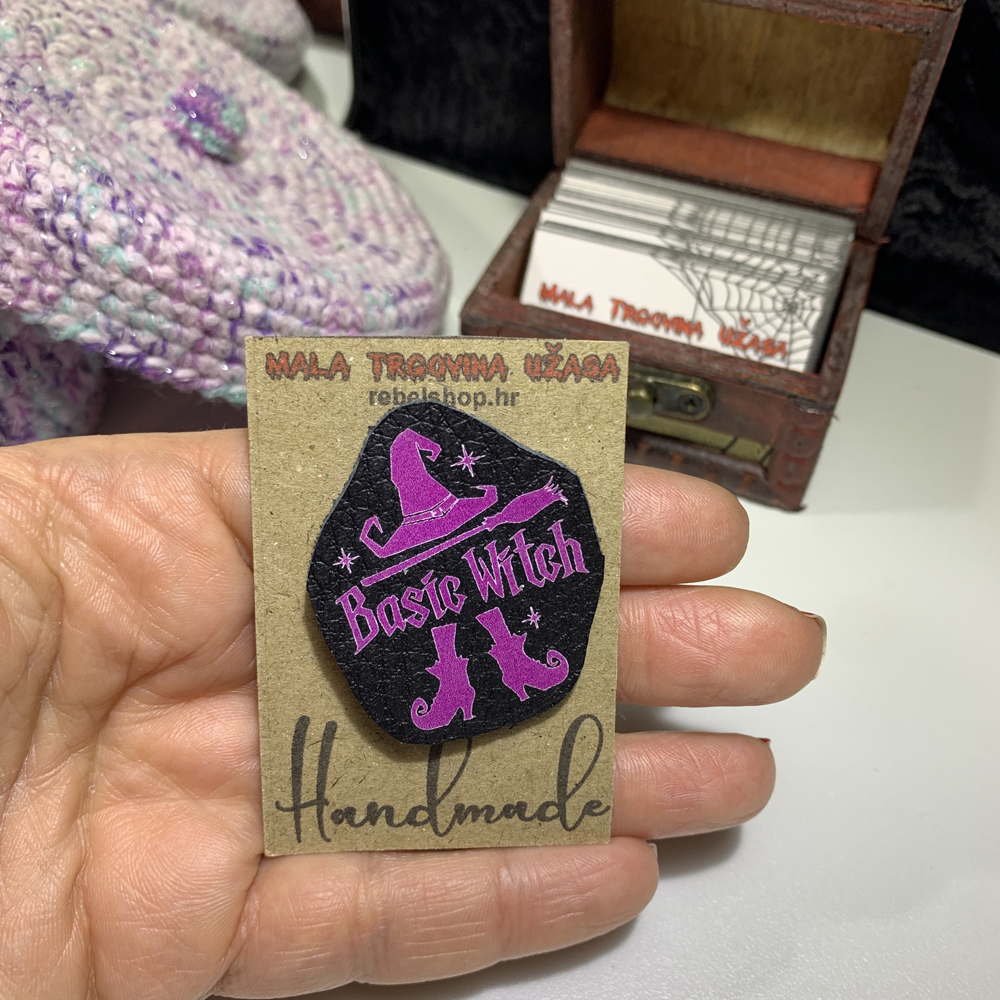 MALA TRGOVINA UŽASA
rebelshop.hr
Basic Witch
Handmade
MALA TRGOVINA UŽASA